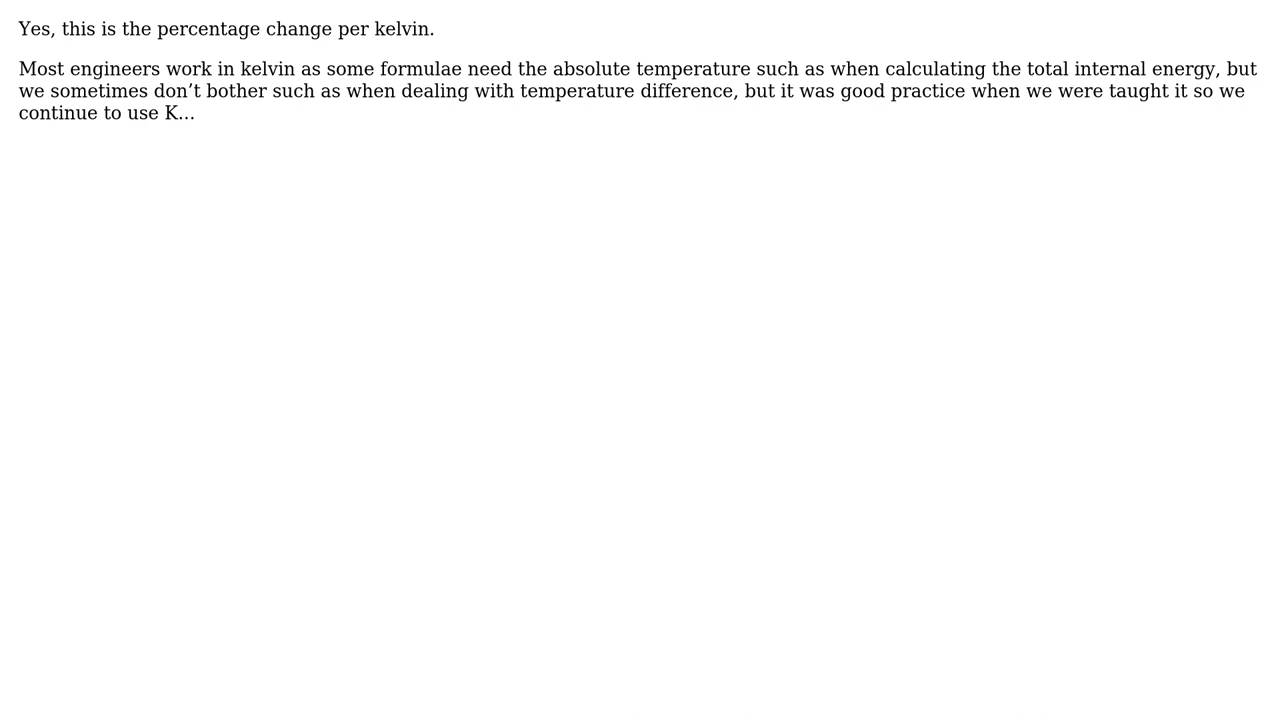 Yes, this is the percentage change per kelvin.
Most engineers work in kelvin as some formulae need the absolute temperature such as when calculating the total internal energy, but
we sometimes don’t bother such as when dealing with temperature difference, but it was good practice when we were taught it so we
continue to use K…